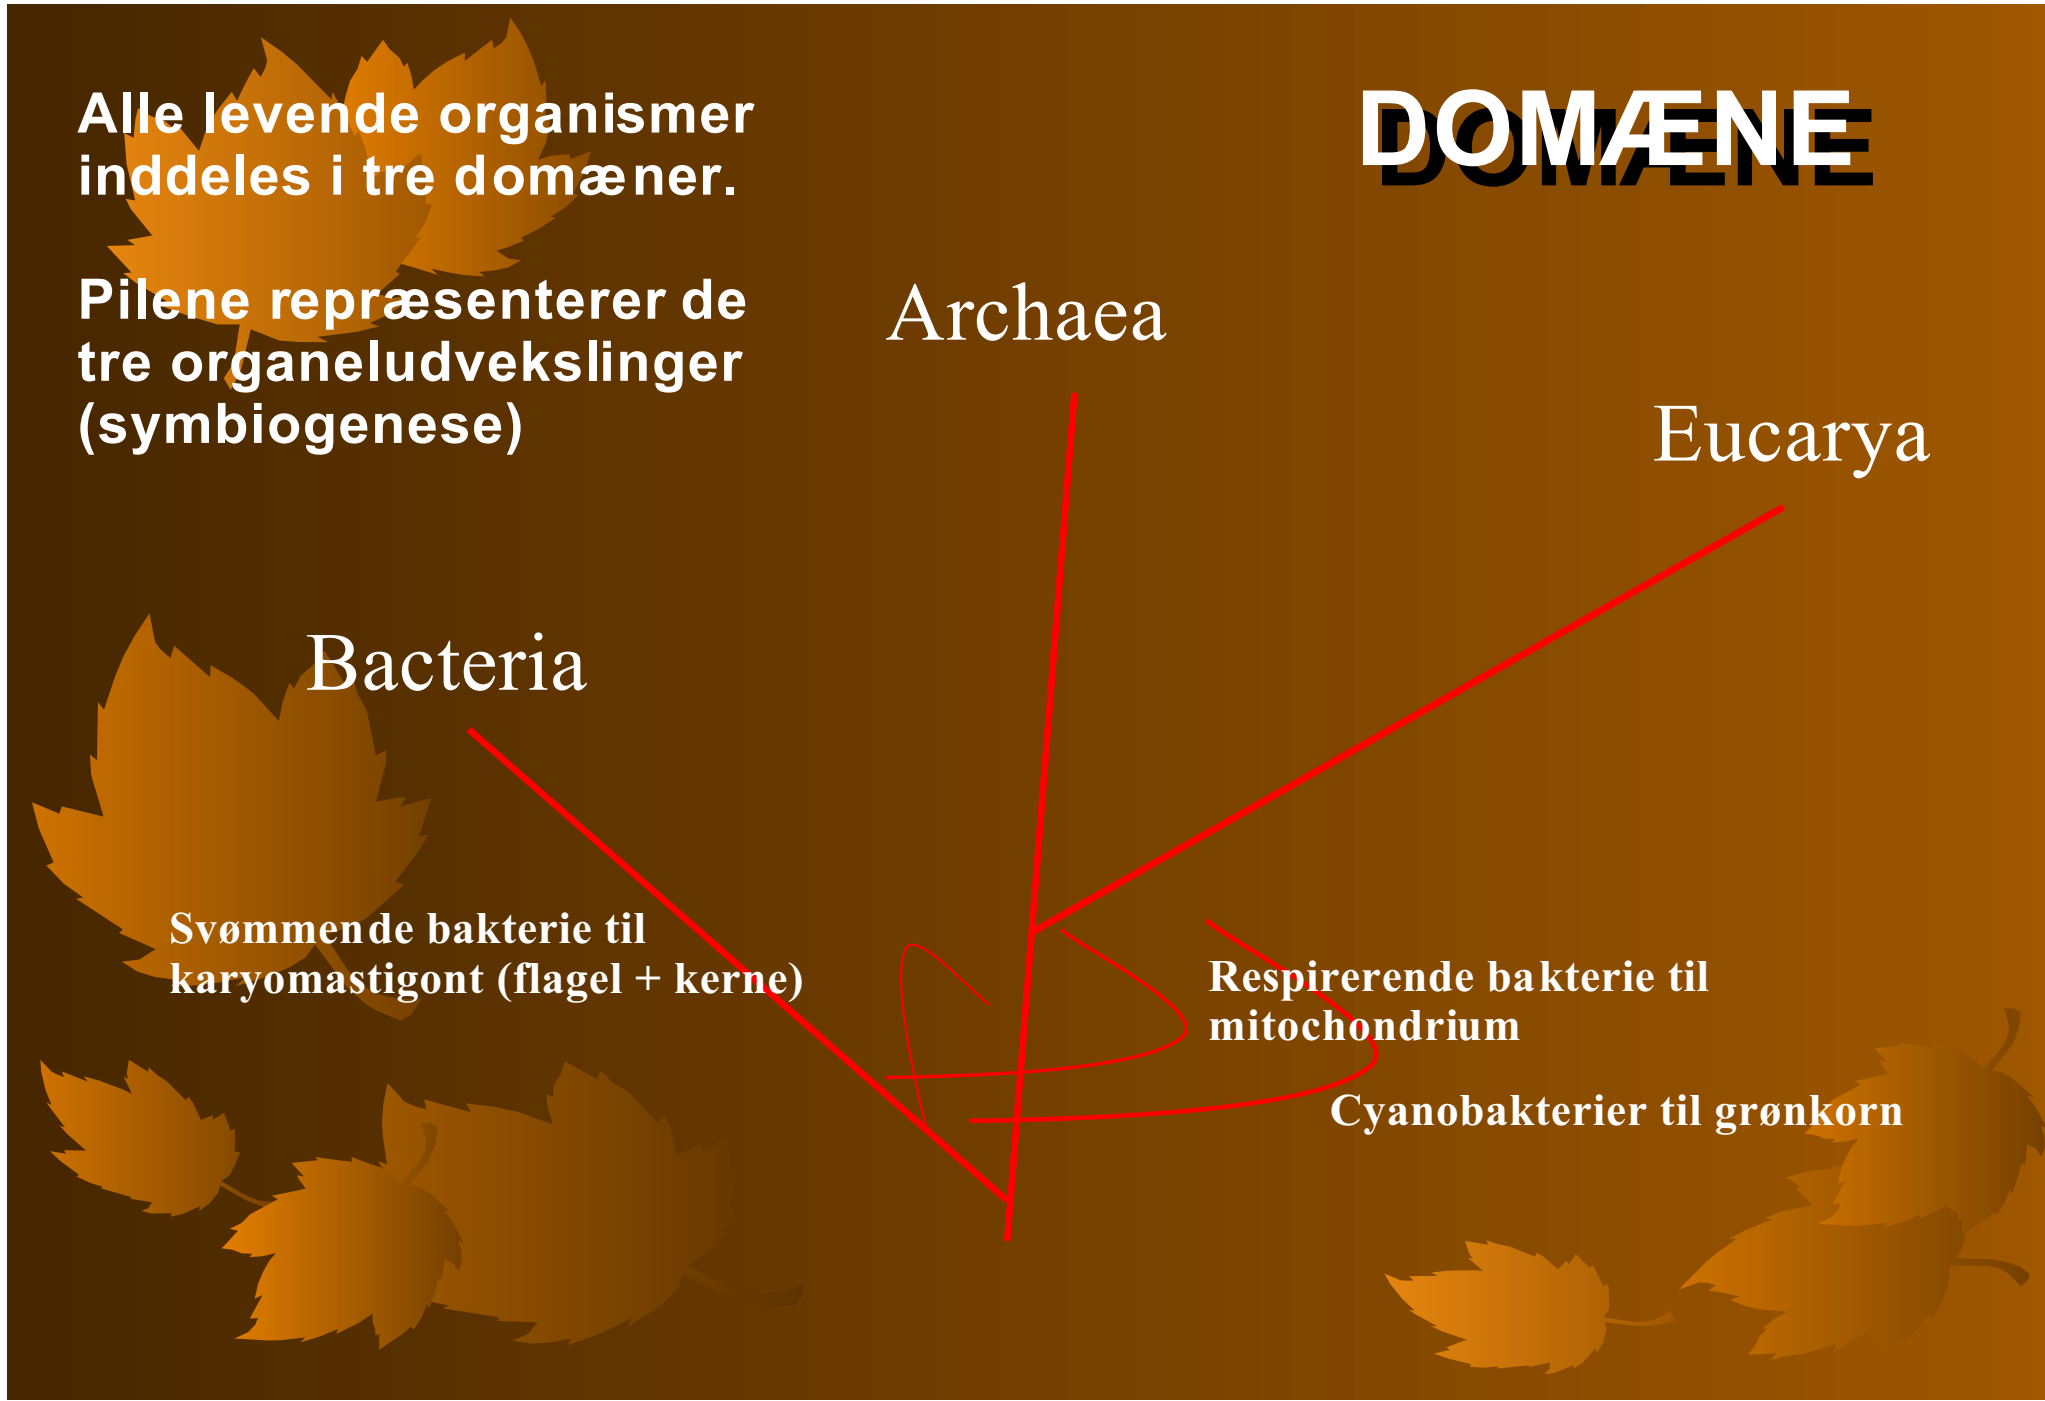 DOMÆNE
Alle levende organismer
inddeles i tre domæner.
Pilene repræsenterer de
tre organeludvekslinger
(symbiogenese)
Archaea
Eucarya
Bacteria
Svømmende bakterie til
karyomastigont (flagel + kerne)
Respirerende bakterie til
mitochondrium
Cyanobakterier til grønkorn